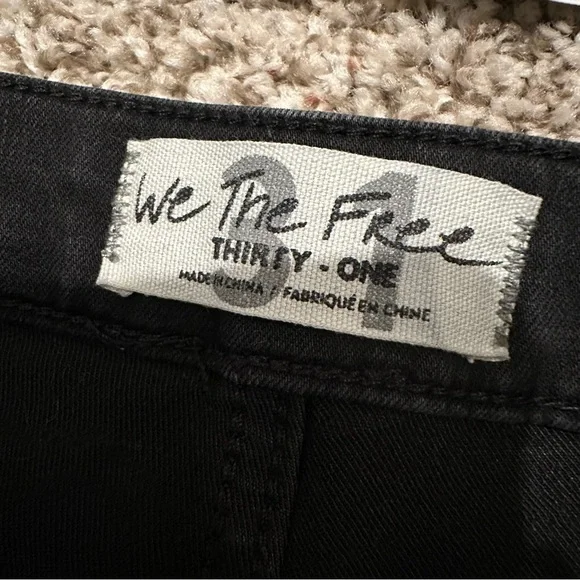 31
We The Free
THIRTY - ONE
MADE IN CHINA / FABRIQUÉ EN CHINE